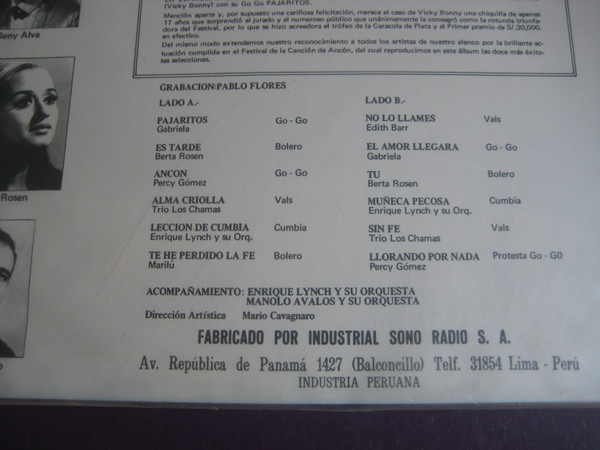 (Vicky Bonny) con su Go Go PAJARITOS.
Mención aparte y, por supuesto una cariñosa felicitación, merece el caso de Vicky Bonny una chiquilla de apenas
17 años que sorprendió al jurado y al numeroso público que unánimemente la consagró como la rotunda triunfa-
dora del Festival, por lo que se hizo acreedora al trófeo de la Caracola de Plata y al Primer premio de S/.30,000,
en efectivo.
Del mismo modo extendemos nuestro reconocimiento a todos los artistas de nuestro elenco por la brillante ac-
tuación cumplida en el Festival de la Canción de Ancón, del cual reproducimos en este álbum las doce más éxito-
sas selecciones.
eny Alva
Rosen
GRABACION:PABLO FLORES
LADO A.-
PAJARITOS Go - Go
Gabriela
ES TARDE Bolero
Berta Rosen
ANCON Go - Go
Percy Gómez
ALMA CRIOLLA Vals
Trio Los Chamas
LECCION DE CUMBIA Cumbia
Enrique Lynch y su Orq.
TE HE PERDIDO LA FE Bolero
Marilú
LADO B.-
NO LO LLAMES Vals
Edith Barr
EL AMOR LLEGARA Go - Go
Gabriela
TU Bolero
Berta Rosen
MUÑECA PECOSA Cumbia
Enrique Lynch y su Orq.
SIN FE Vals
Trio Los Chamas
LLORANDO POR NADA Protesta Go - GO
Percy Gómez
ACOMPAÑAMIENTO: ENRIQUE LYNCH Y SU ORQUESTA
MANOLO AVALOS Y SU ORQUESTA
Dirección Artística Mario Cavagnaro
FABRICADO POR INDUSTRIAL SONO RADIO S. A.
Av. República de Panamá 1427 (Balconcillo) Telf. 31854 Lima - Perú
INDUSTRIA PERUANA